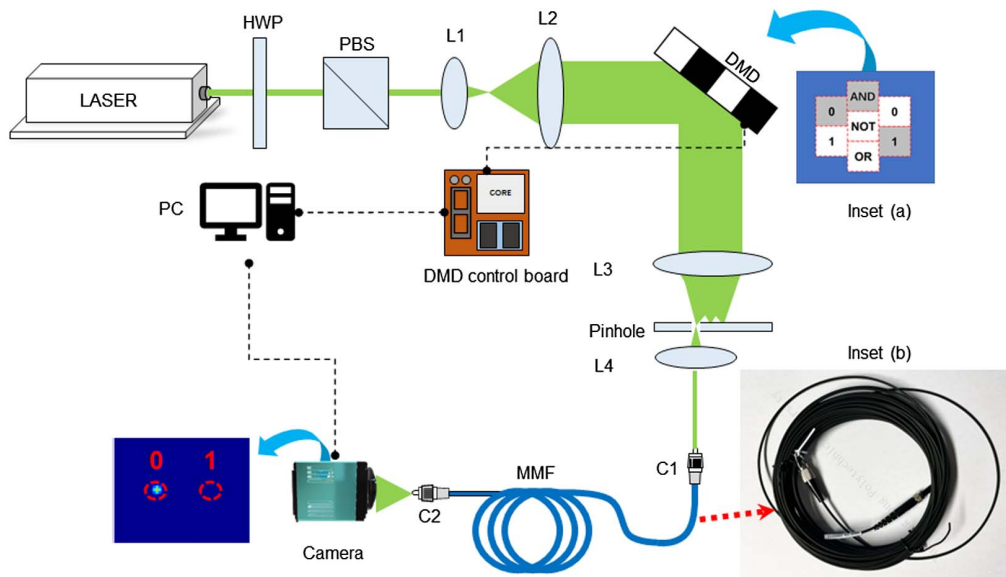 HWP
PBS
L1
L2
DMD
LASER
AND
0
0
NOT
1
1
OR
Inset (a)
CORE
PC
DMD control board
L3
Pinhole
L4
Inset (b)
0 1
C1
MMF
C2
Camera